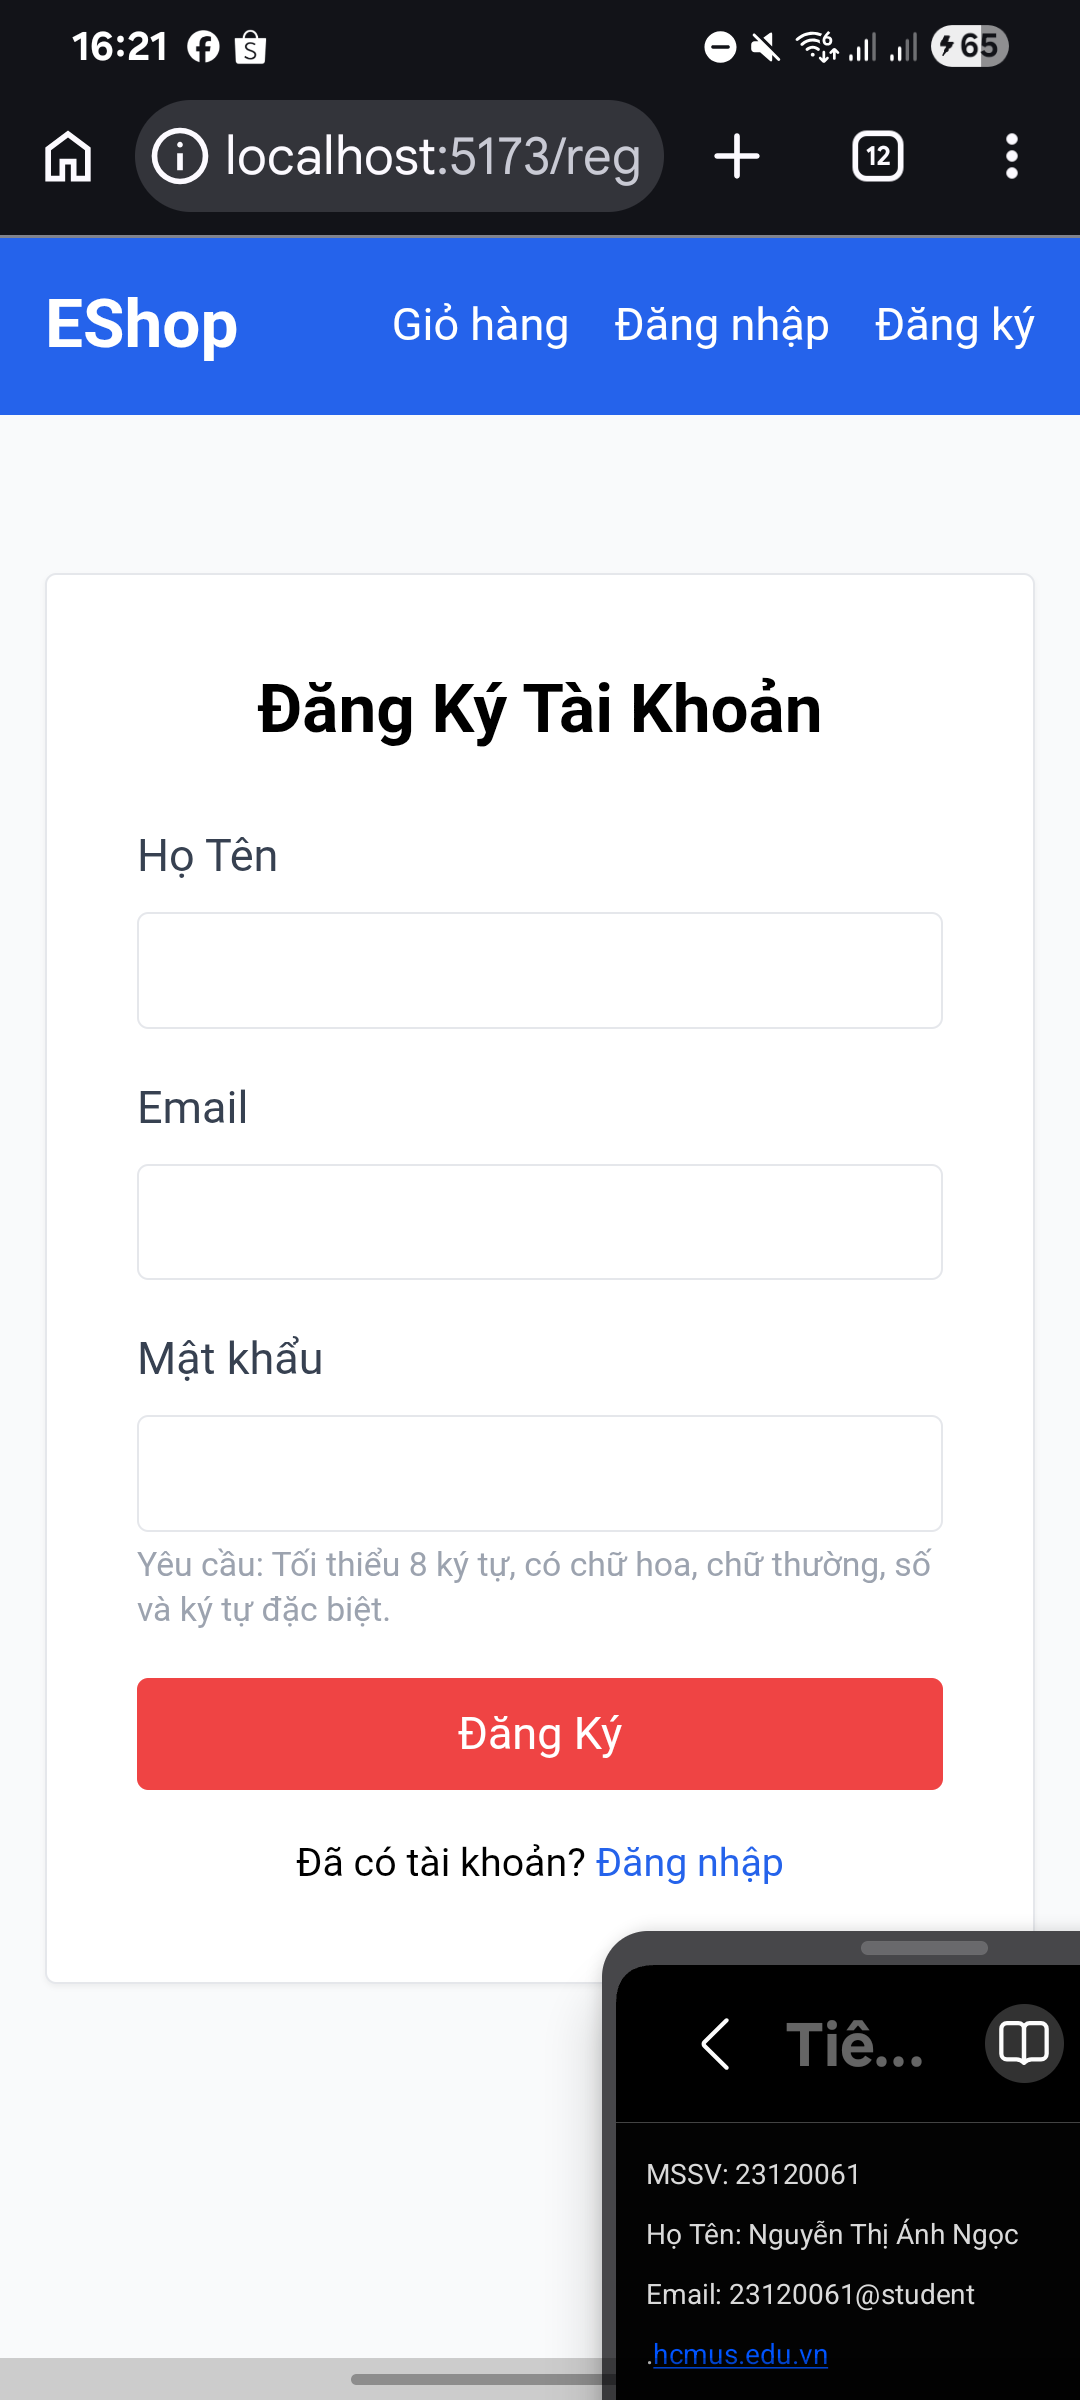 16:21
6
65
localhost:5173/reg
12
EShop
Giỏ hàng
Đăng nhập
Đăng ký
Đăng Ký Tài Khoản
Họ Tên
Email
Mật khẩu
Yêu cầu: Tối thiểu 8 ký tự, có chữ hoa, chữ thường, số
và ký tự đặc biệt.
Đăng Ký
Đã có tài khoản? Đăng nhập
Tiê...
MSSV: 23120061
Họ Tên: Nguyễn Thị Ánh Ngọc
Email: 23120061@student
.hcmus.edu.vn